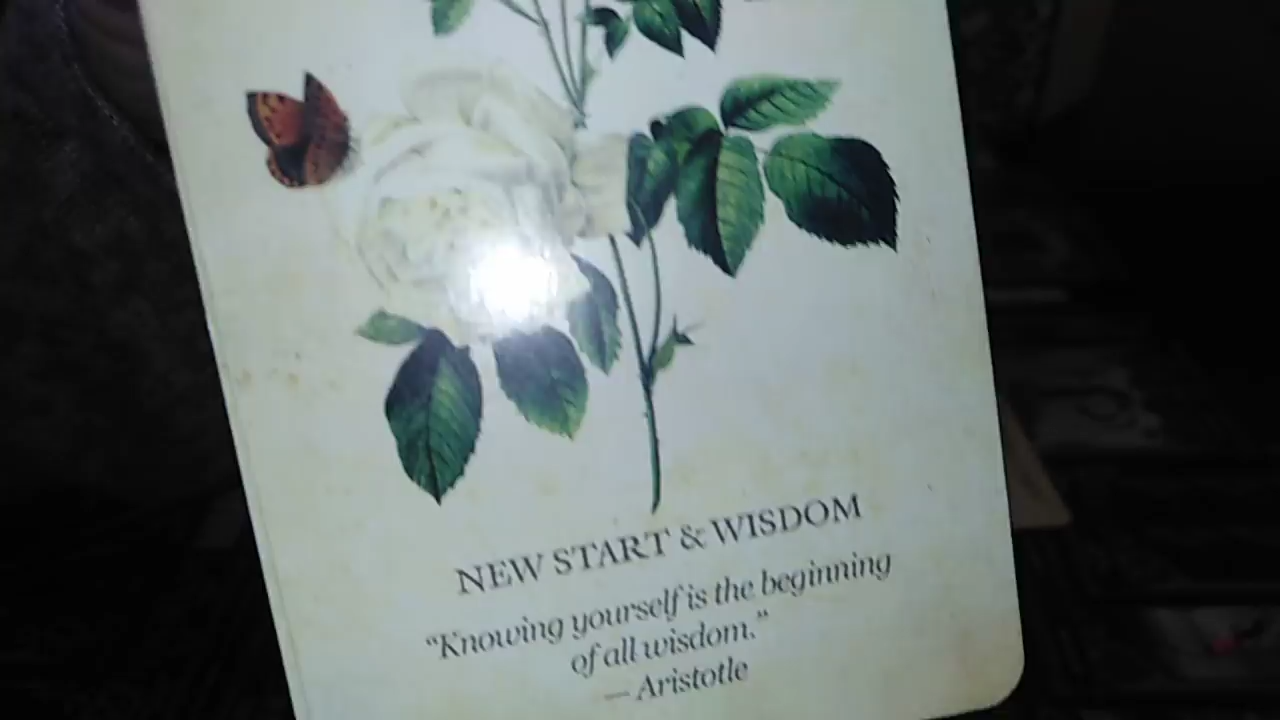 NEW START & WISDOM
“Knowing yourself is the beginning
of all wisdom.”
— Aristotle